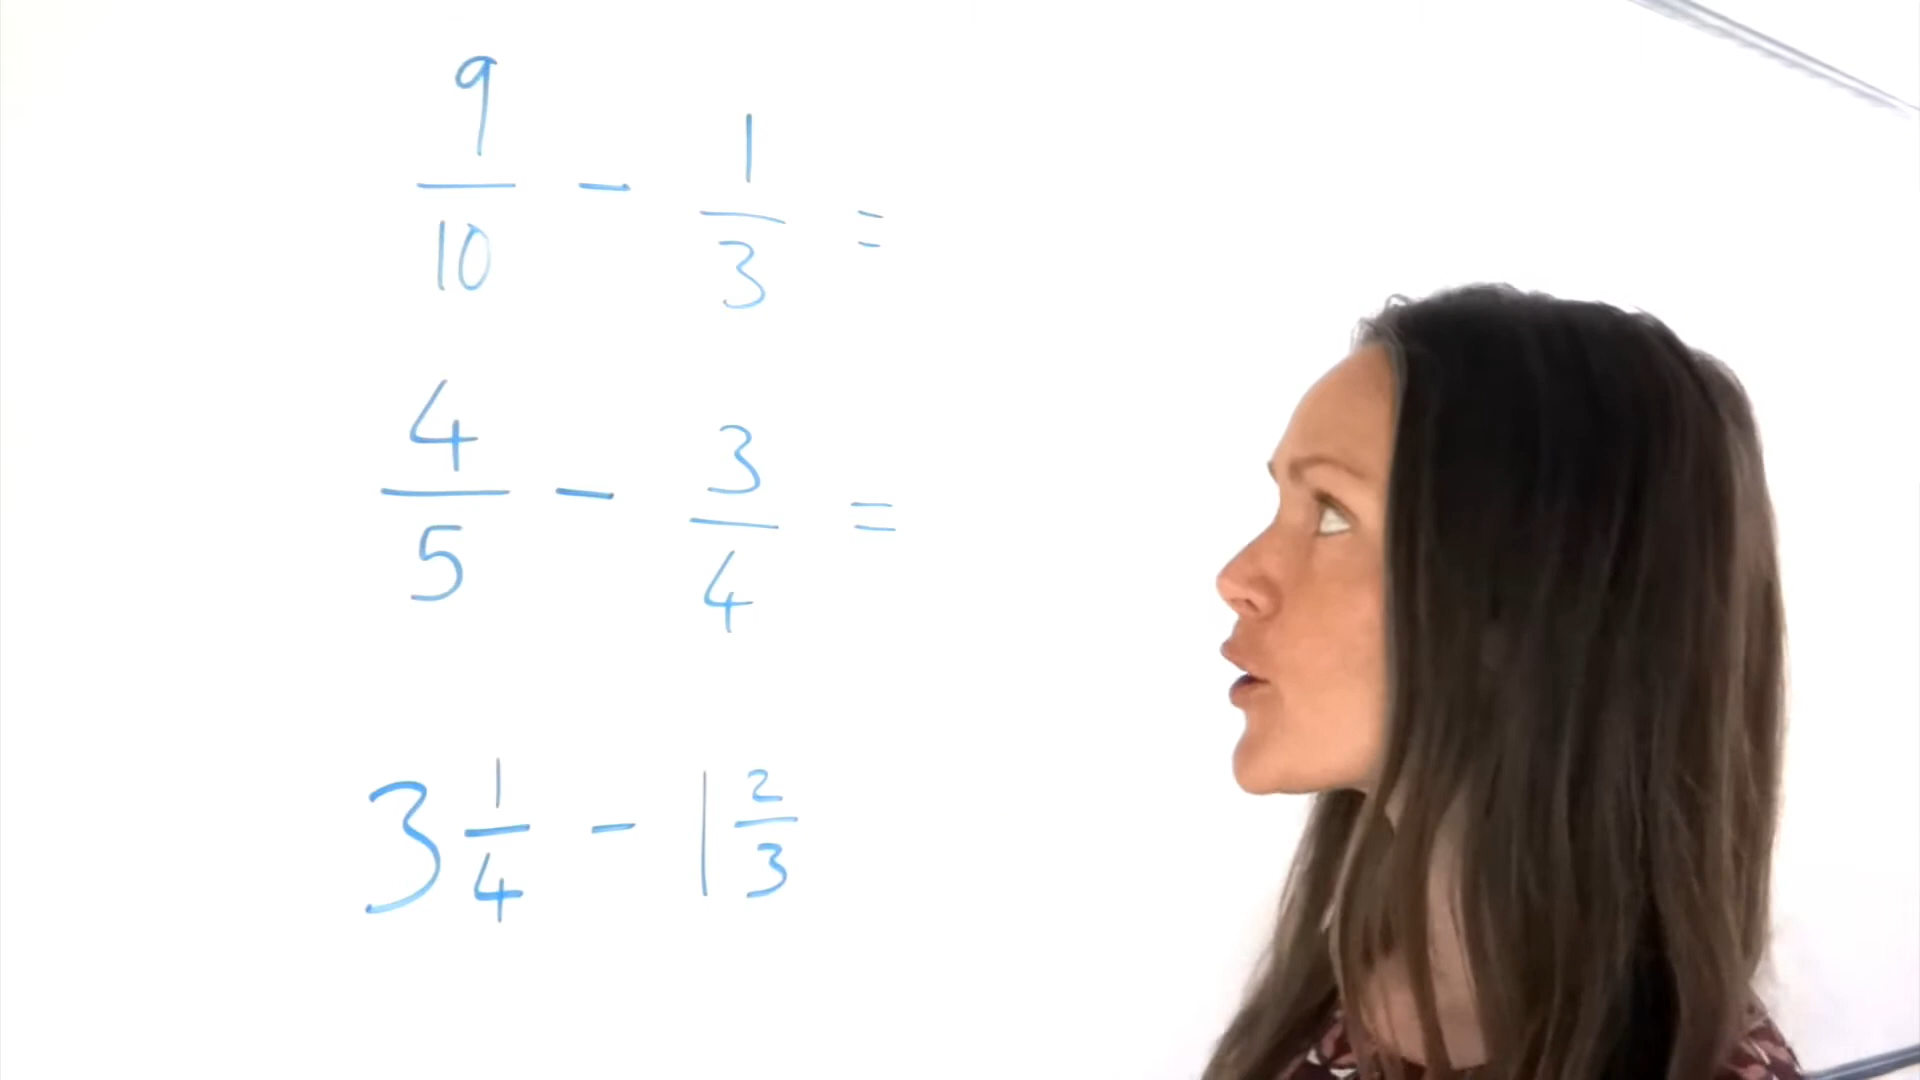 9/10 - 1/3 =
4/5 - 3/4 =
3 1/4 - 1 2/3